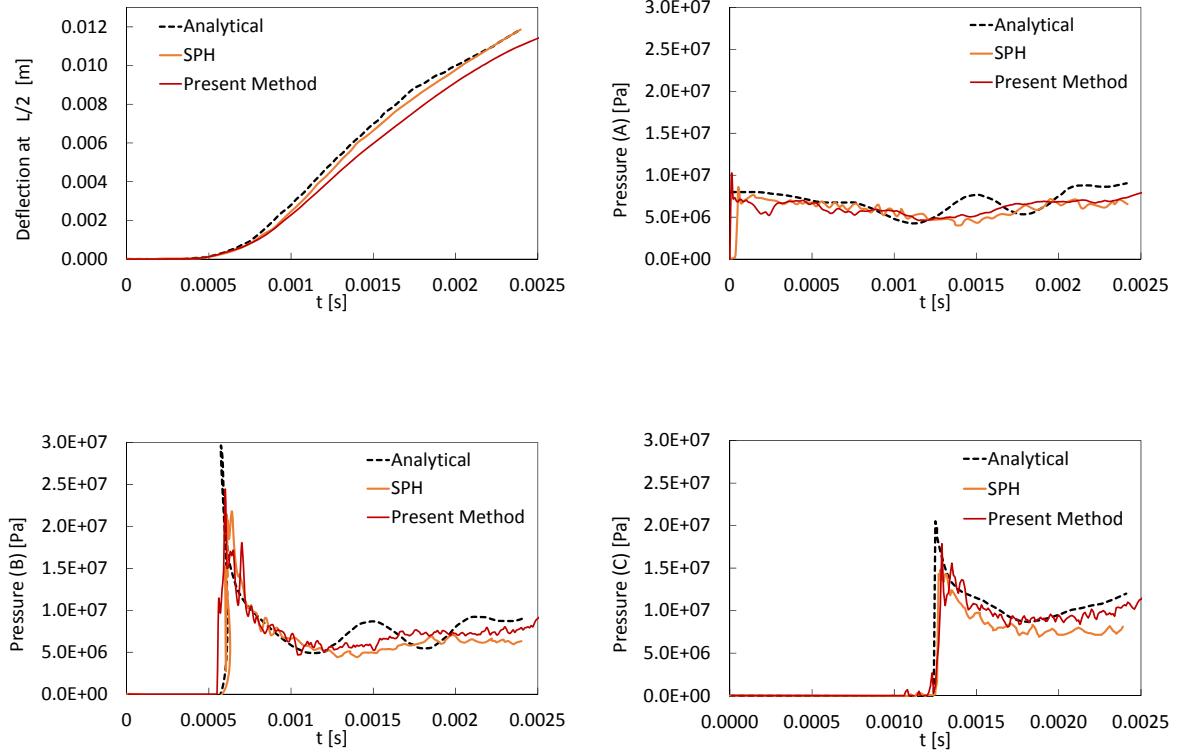 Deflection at L/2 [m]
0.012
0.010
0.008
0.006
0.004
0.002
0.000
Analytical
SPH
Present Method
0 0.0005 0.001 0.0015 0.002 0.0025
t [s]
Pressure (A) [Pa]
3.0E+07
2.5E+07
2.0E+07
1.5E+07
1.0E+07
5.0E+06
0.0E+00
Analytical
SPH
Present Method
0 0.0005 0.001 0.0015 0.002 0.0025
t [s]
Pressure (B) [Pa]
3.0E+07
2.5E+07
2.0E+07
1.5E+07
1.0E+07
5.0E+06
0.0E+00
Analytical
SPH
Present Method
0 0.0005 0.001 0.0015 0.002 0.0025
t [s]
Pressure (C) [Pa]
3.0E+07
2.5E+07
2.0E+07
1.5E+07
1.0E+07
5.0E+06
0.0E+00
Analytical
SPH
Present Method
0.0000 0.0005 0.0010 0.0015 0.0020 0.0025
t [s]